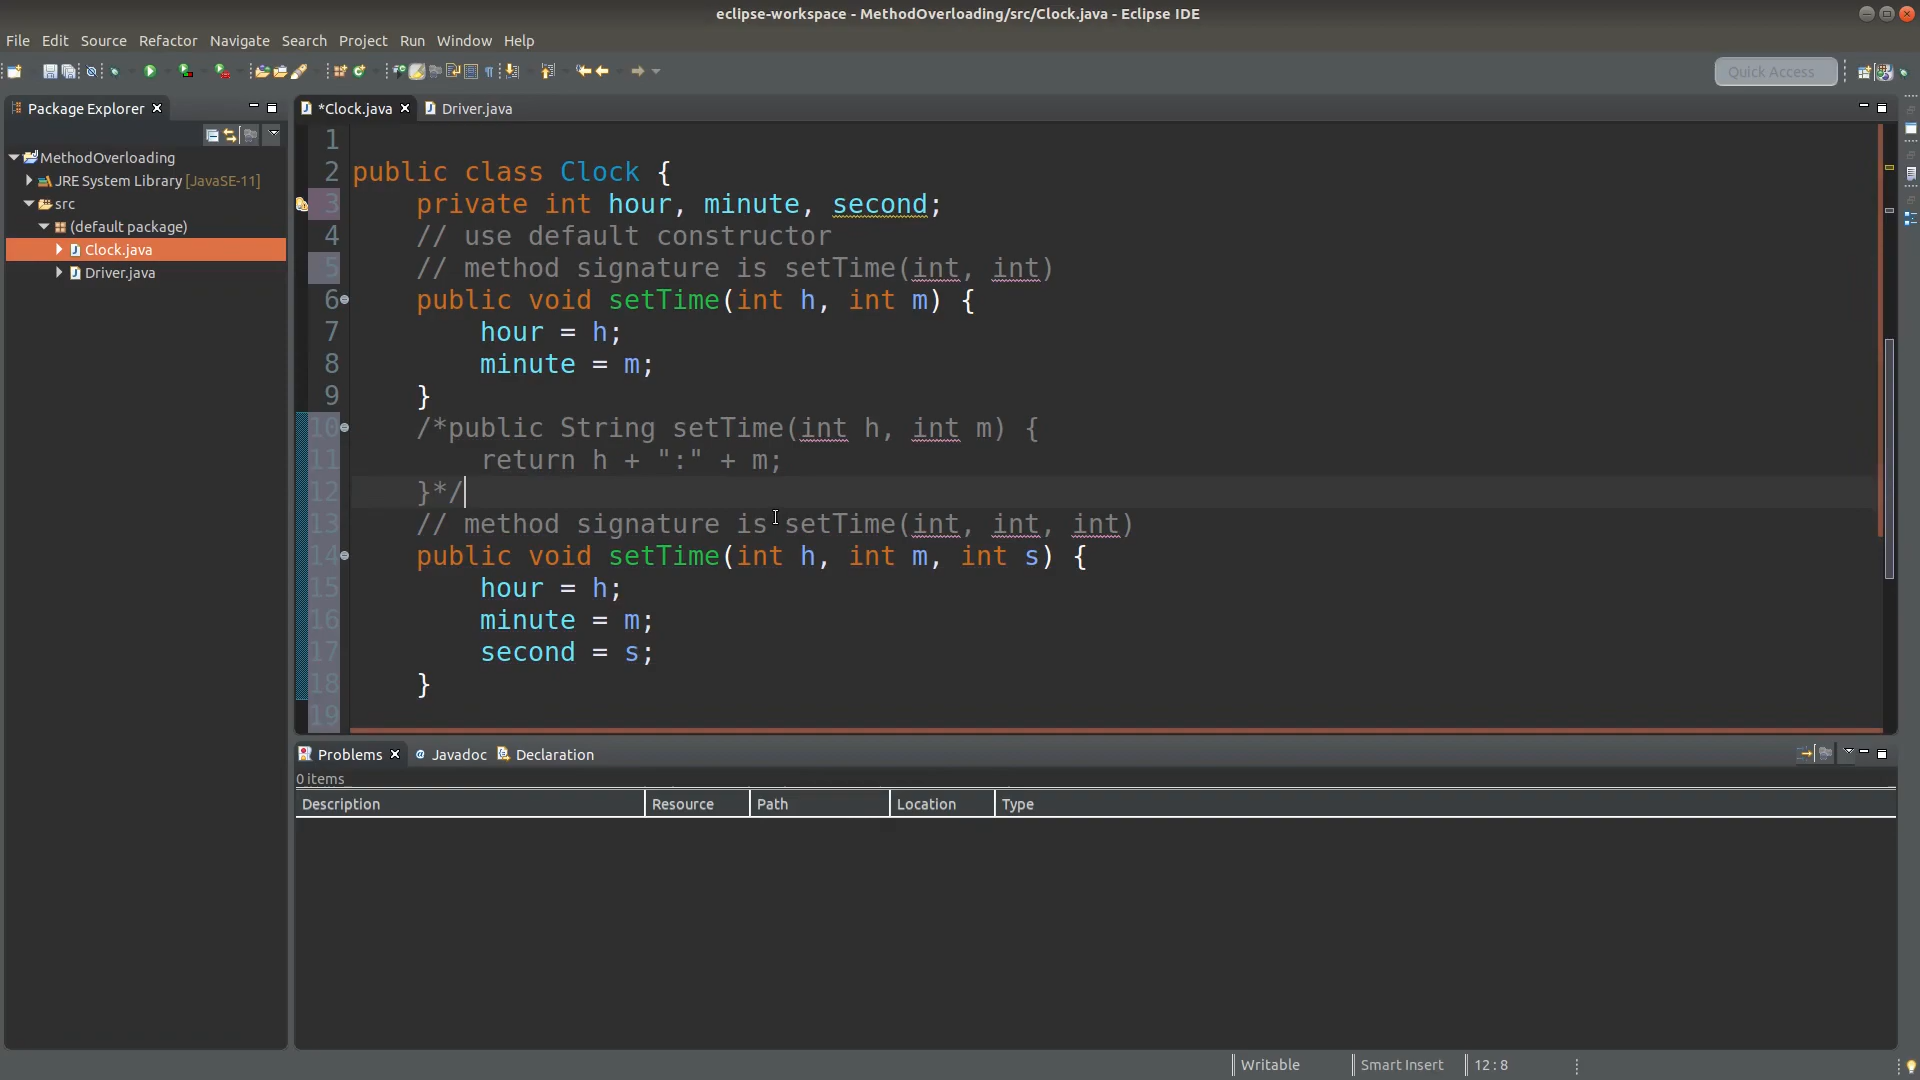 eclipse-workspace - MethodOverloading/src/Clock.java - Eclipse IDE
File Edit Source Refactor Navigate Search Project Run Window Help
Quick Access
Package Explorer
*Clock.java Driver.java
MethodOverloading
JRE System Library [JavaSE-11]
src
(default package)
Clock.java
Driver.java
1
2 public class Clock {
3 private int hour, minute, second;
4 // use default constructor
5 // method signature is setTime(int, int)
6 public void setTime(int h, int m) {
7 hour = h;
8 minute = m;
9 }
10 /*public String setTime(int h, int m) {
11 return h + ":" + m;
12 }*/
13 // method signature is setTime(int, int, int)
14 public void setTime(int h, int m, int s) {
15 hour = h;
16 minute = m;
17 second = s;
18 }
19
Problems Javadoc Declaration
0 items
Description Resource Path Location Type
Writable Smart Insert 12 : 8